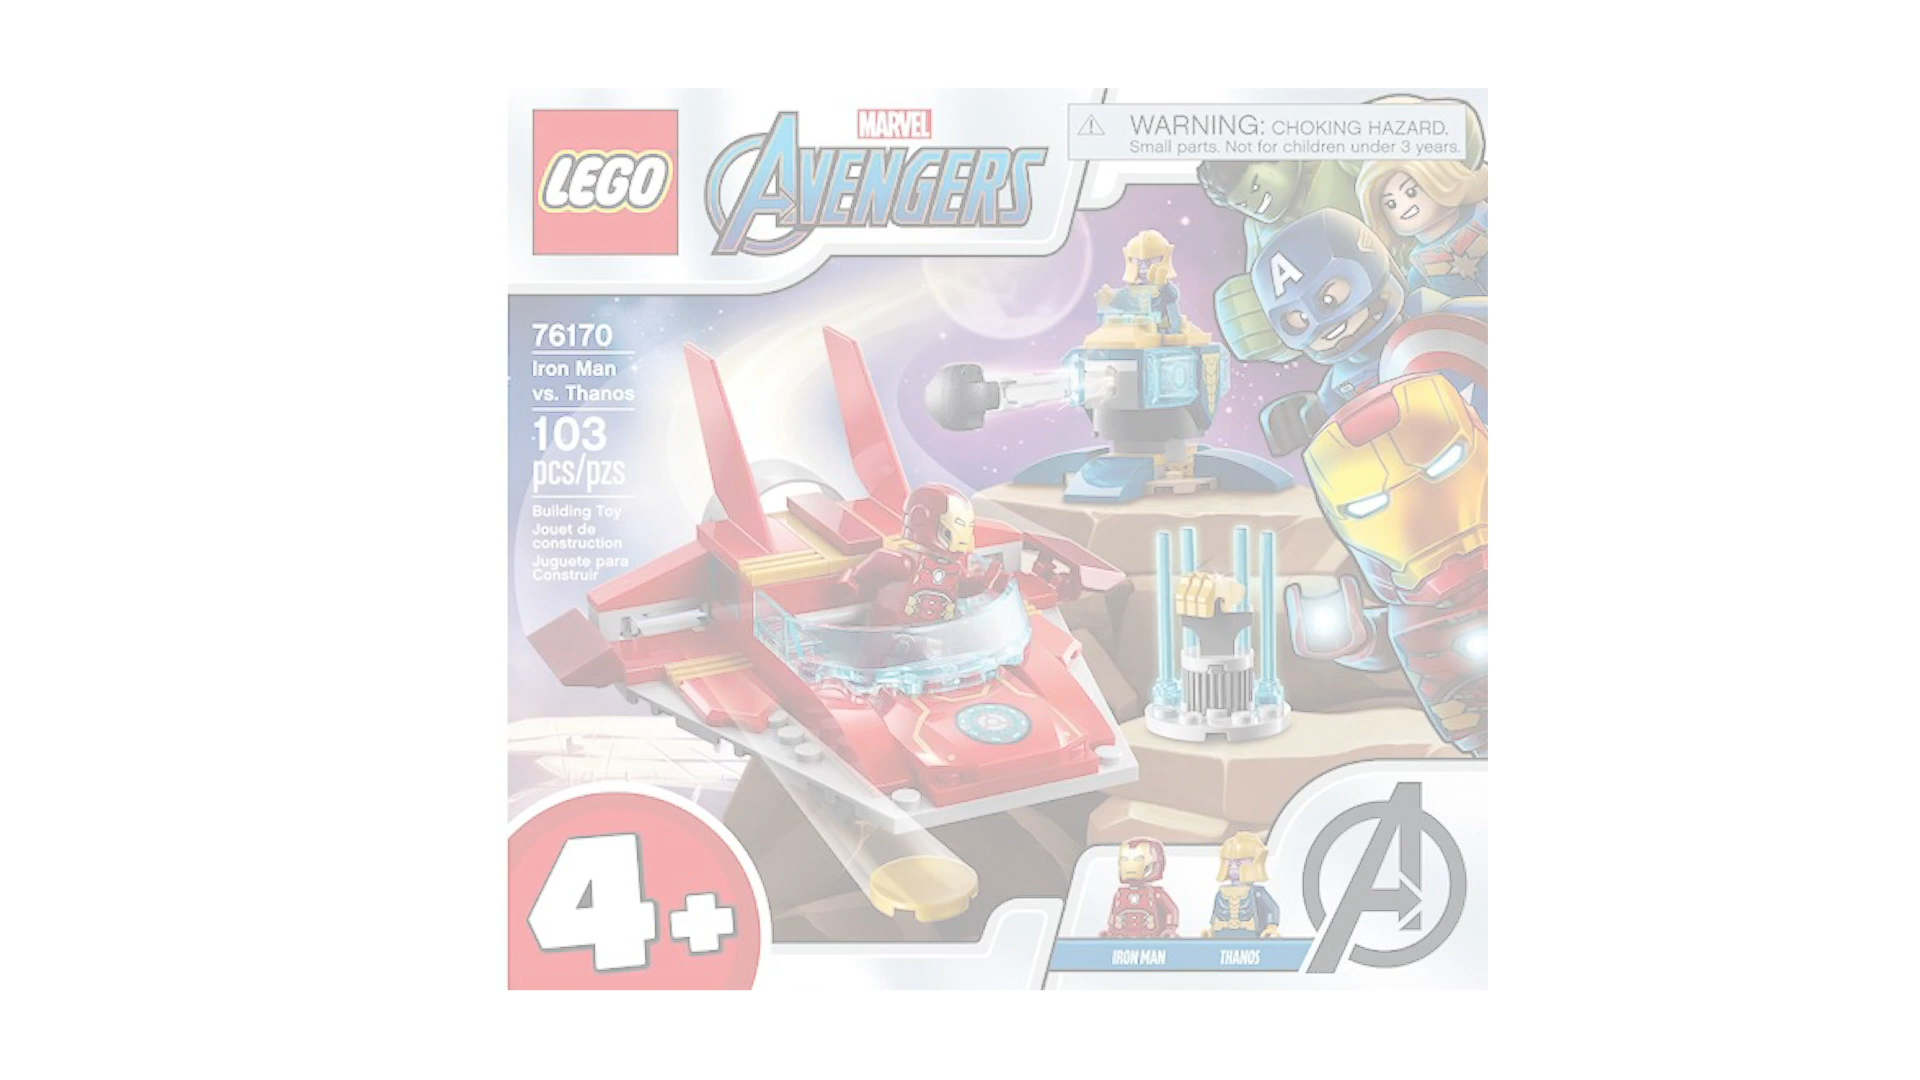 LEGO
MARVEL
AVENGERS
WARNING: CHOKING HAZARD.
Small parts. Not for children under 3 years.
A
76170
Iron Man
vs. Thanos
103
pcs/pzs
Building Toy
Jouet de
construction
Juguete para
Construir
4+
IRON MAN
THANOS
A